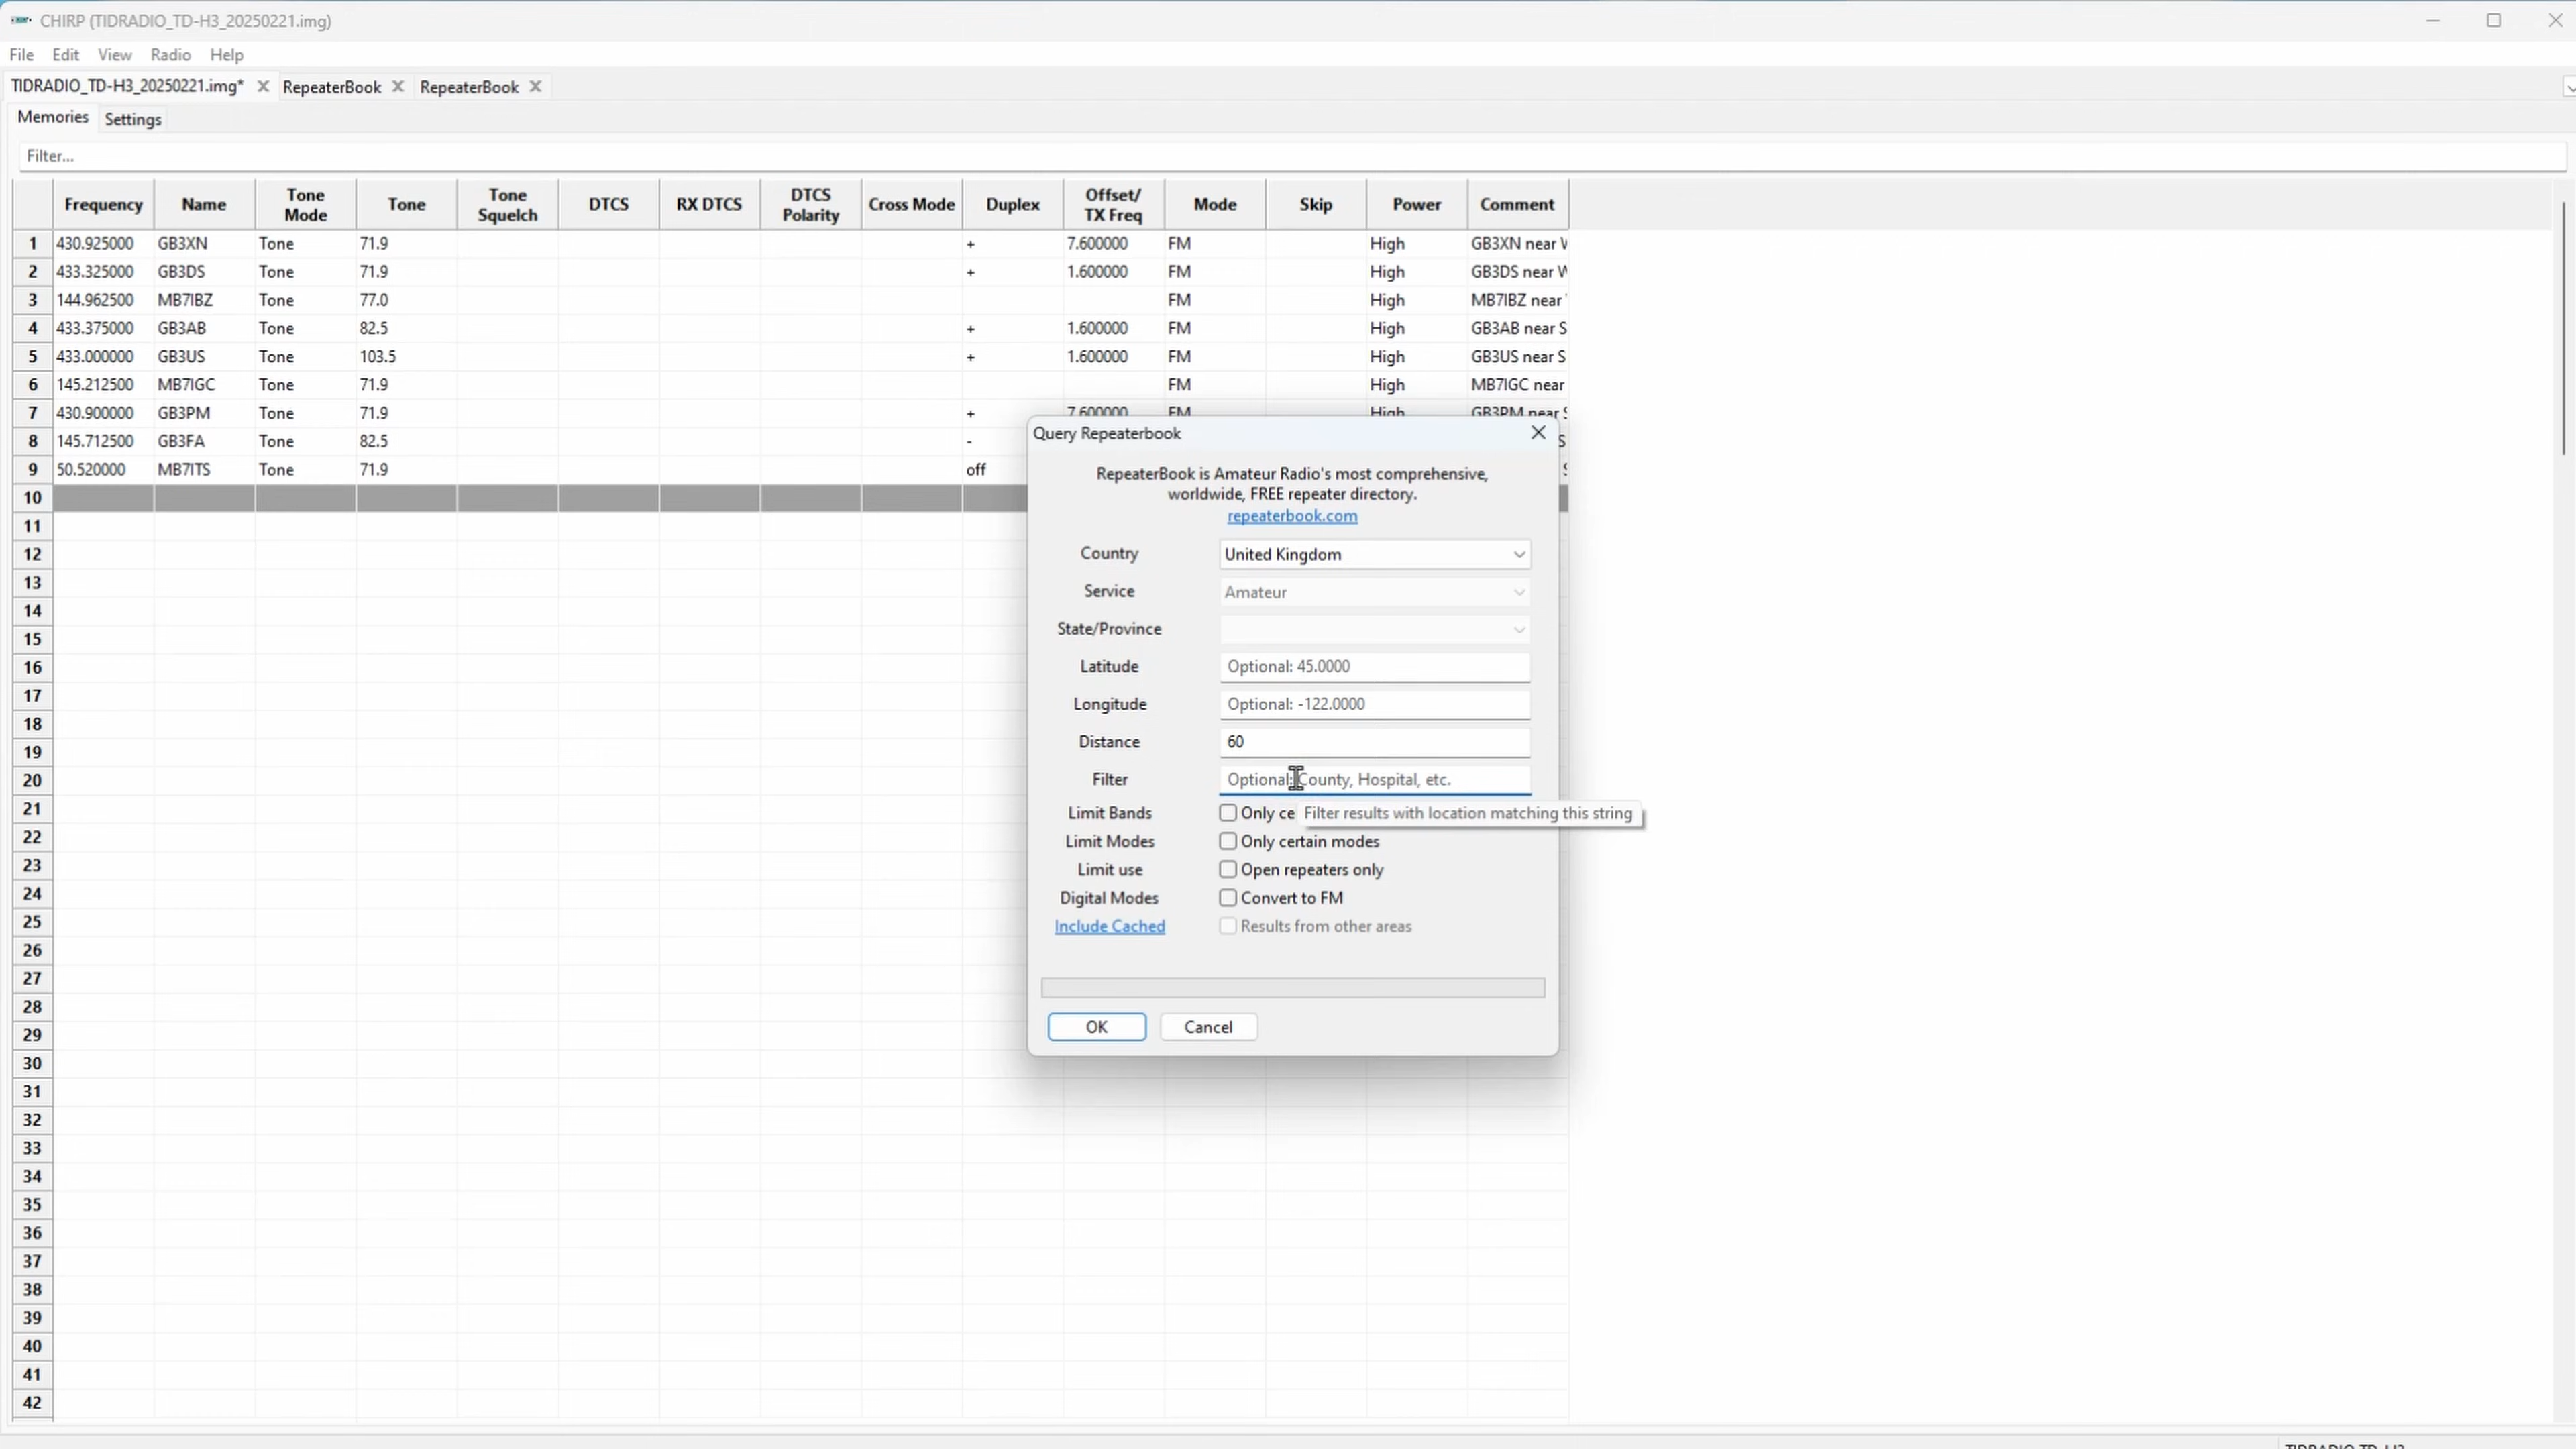 CHIRP (TIDRADIO_TD-H3_20250221.img)
File Edit View Radio Help
TIDRADIO_TD-H3_20250221.img* RepeaterBook RepeaterBook
Memories Settings
Filter...
Frequency Name Tone Mode Tone Tone Squelch DTCS RX DTCS DTCS Polarity Cross Mode Duplex Offset/ TX Freq Mode Skip Power Comment
1 430.925000 GB3XN Tone 71.9 + 7.600000 FM High GB3XN near
2 433.325000 GB3DS Tone 71.9 + 1.600000 FM High GB3DS near
3 144.962500 MB7IBZ Tone 77.0 FM High MB7IBZ near
4 433.375000 GB3AB Tone 82.5 + 1.600000 FM High GB3AB near S
5 433.000000 GB3US Tone 103.5 + 1.600000 FM High GB3US near S
6 145.212500 MB7IGC Tone 71.9 FM High MB7IGC near
7 430.900000 GB3PM Tone 71.9 + 7.600000 FM High GB3PM near S
8 145.712500 GB3FA Tone 82.5 - S
9 50.520000 MB7ITS Tone 71.9 off S
10
11
12
13
14
15
16
17
18
19
20
21
22
23
24
25
26
27
28
29
30
31
32
33
34
35
36
37
38
39
40
41
42
Query Repeaterbook
RepeaterBook is Amateur Radio's most comprehensive,
worldwide, FREE repeater directory.
repeaterbook.com
Country United Kingdom
Service Amateur
State/Province
Latitude Optional: 45.0000
Longitude Optional: -122.0000
Distance 60
Filter Optional: County, Hospital, etc.
Limit Bands Only ce Filter results with location matching this string
Limit Modes Only certain modes
Limit use Open repeaters only
Digital Modes Convert to FM
Include Cached Results from other areas
OK Cancel
TIDRADIO TD-H3